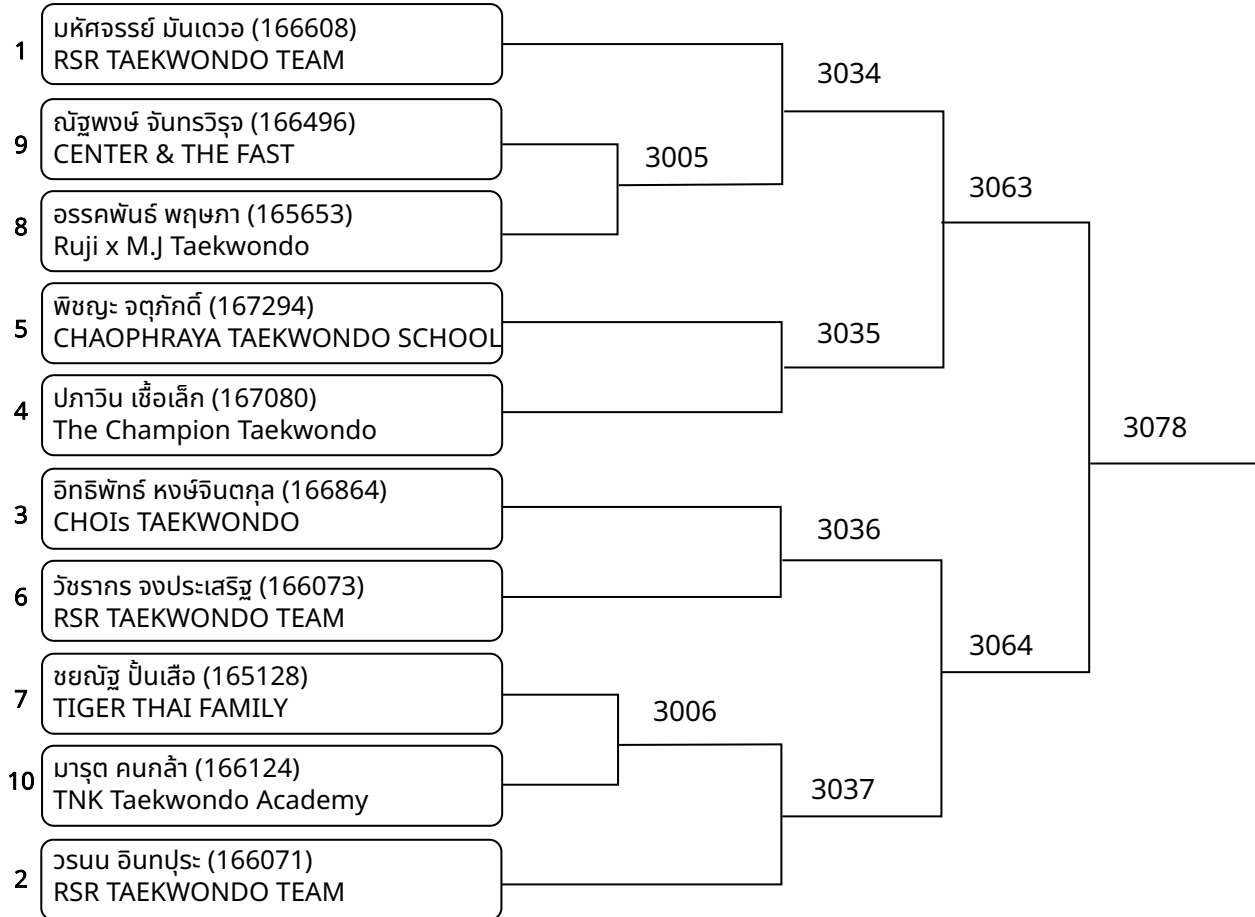 1
มหัศจรรย์ มันเดวอ (166608)
RSR TAEKWONDO TEAM
9
ณัฐพงษ์ จันทรวิรุจ (166496)
CENTER & THE FAST
8
อรรคพันธ์ พฤษภา (165653)
Ruji x M.J Taekwondo
5
พิชญะ จตุภักดิ์ (167294)
CHAOPHRAYA TAEKWONDO SCHOOL
4
ปภาวิน เชื้อเล็ก (167080)
The Champion Taekwondo
3
อิทธิพัทธ์ หงษ์จินตกุล (166864)
CHOIs TAEKWONDO
6
วัชรากร จงประเสริฐ (166073)
RSR TAEKWONDO TEAM
7
ชยณัฐ ปั้นเสือ (165128)
TIGER THAI FAMILY
10
มารุต คนกล้า (166124)
TNK Taekwondo Academy
2
วรนน อินทปุระ (166071)
RSR TAEKWONDO TEAM
3005
3006
3034
3035
3036
3037
3063
3064
3078